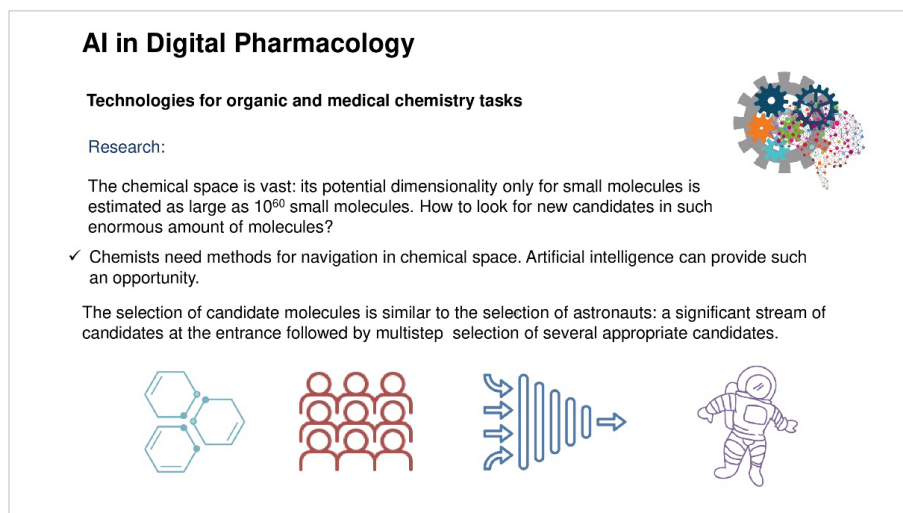 AI in Digital Pharmacology
Technologies for organic and medical chemistry tasks
Research:
The chemical space is vast: its potential dimensionality only for small molecules is
estimated as large as 10⁶⁰ small molecules. How to look for new candidates in such
enormous amount of molecules?
✓ Chemists need methods for navigation in chemical space. Artificial intelligence can provide such
an opportunity.
The selection of candidate molecules is similar to the selection of astronauts: a significant stream of
candidates at the entrance followed by multistep selection of several appropriate candidates.